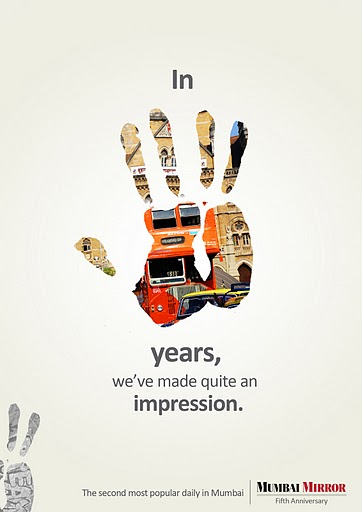 In
years,
we've made quite an
impression.
The second most popular daily in Mumbai
MUMBAI MIRROR
Fifth Anniversary